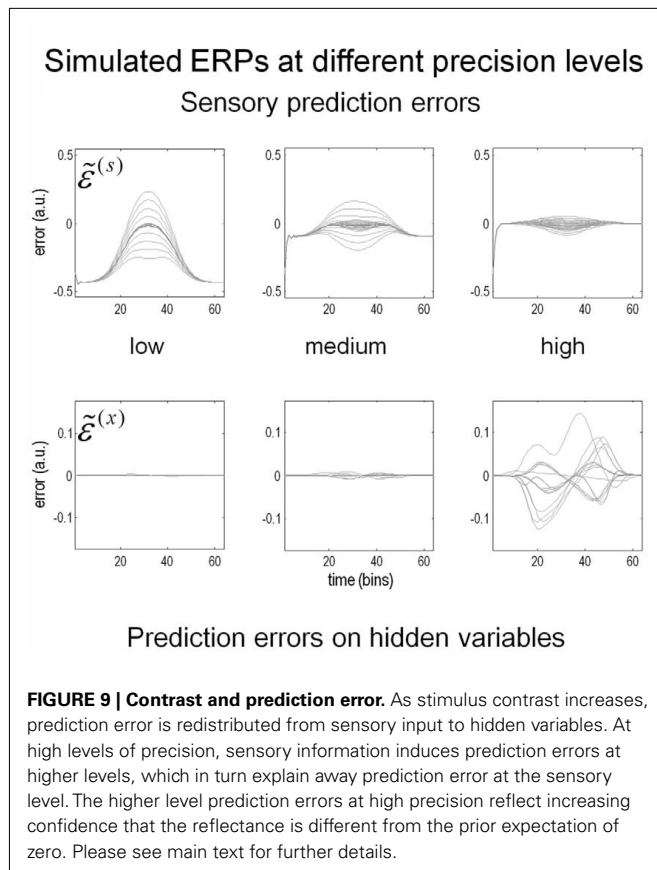 Simulated ERPs at different precision levels
Sensory prediction errors
0.5
0
-0.5
error (a.u.)
ε̃(s)
20 40 60
0.5
0
-0.5
20 40 60
0.5
0
-0.5
20 40 60
low medium high
0.1
0
-0.1
error (a.u.)
ε̃(x)
20 40 60
0.1
0
-0.1
20 40 60
time (bins)
0.1
0
-0.1
20 40 60
Prediction errors on hidden variables
FIGURE 9 | Contrast and prediction error. As stimulus contrast increases,
prediction error is redistributed from sensory input to hidden variables. At
high levels of precision, sensory information induces prediction errors at
higher levels, which in turn explain away prediction error at the sensory
level. The higher level prediction errors at high precision reflect increasing
confidence that the reflectance is different from the prior expectation of
zero. Please see main text for further details.